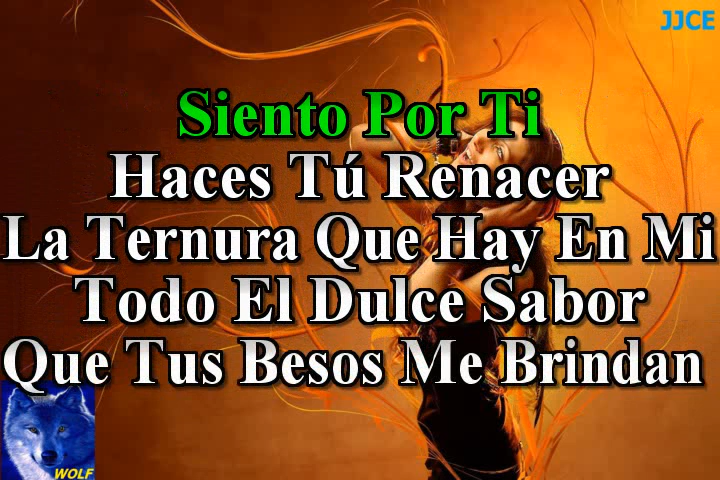 JJCE
Siento Por Ti
Haces Tú Renacer
La Ternura Que Hay En Mi
Todo El Dulce Sabor
Que Tus Besos Me Brindan
WOLF